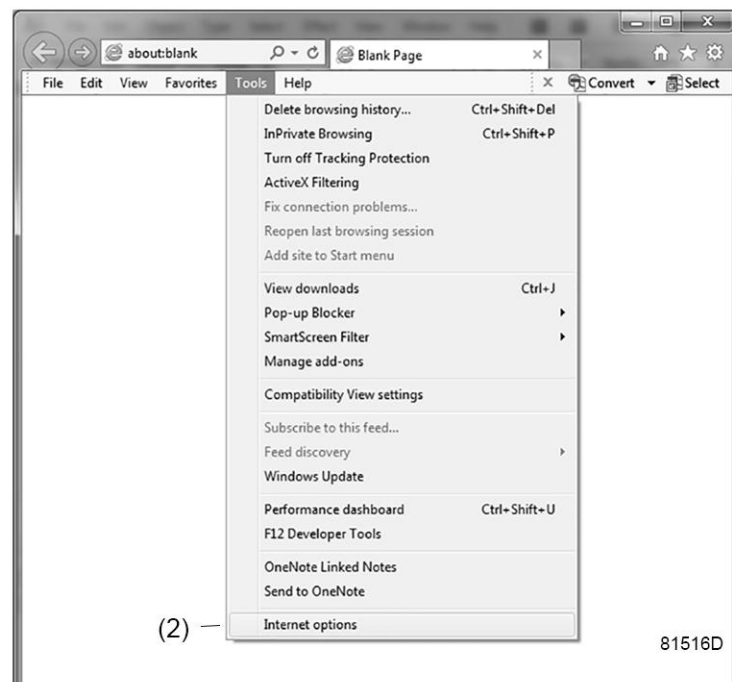 about:blank
Blank Page
File Edit View Favorites Tools Help Convert Select
Delete browsing history... Ctrl+Shift+Del
InPrivate Browsing Ctrl+Shift+P
Turn off Tracking Protection
ActiveX Filtering
Fix connection problems...
Reopen last browsing session
Add site to Start menu
View downloads Ctrl+J
Pop-up Blocker
SmartScreen Filter
Manage add-ons
Compatibility View settings
Subscribe to this feed...
Feed discovery
Windows Update
Performance dashboard Ctrl+Shift+U
F12 Developer Tools
OneNote Linked Notes
Send to OneNote
(2) Internet options
81516D